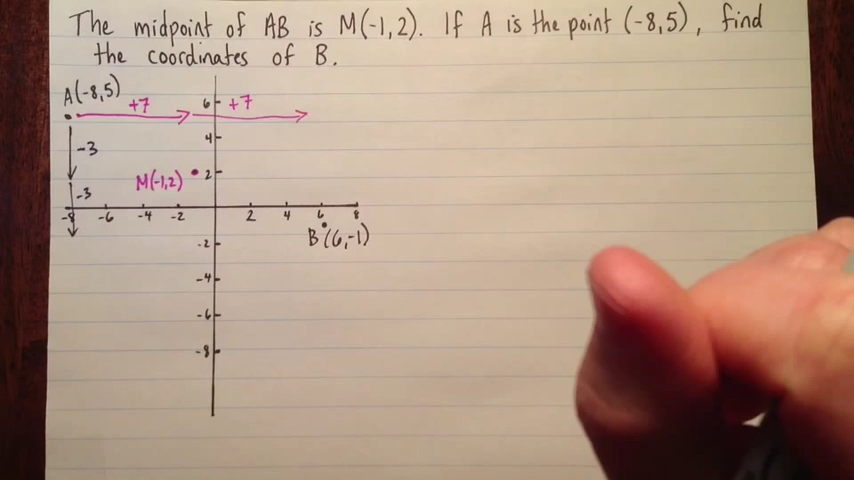 The midpoint of AB is M(-1,2). If A is the point (-8,5), find
the coordinates of B.
A(-8,5)
+7
+7
6
4
-3
M(-1,2)
2
-3
-8 -6 -4 -2 2 4 6 8
B(6,-1)
-2
-4
-6
-8